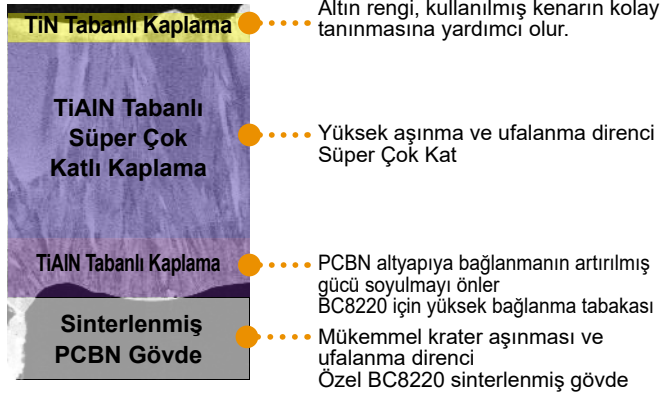 TiN Tabanlı Kaplama
Altın rengi, kullanılmış kenarın kolay
tanınmasına yardımcı olur.
TiAlN Tabanlı
Süper Çok
Katlı Kaplama
Yüksek aşınma ve ufalanma direnci
Süper Çok Kat
TiAlN Tabanlı Kaplama
PCBN altyapıya bağlanmanın artırılmış
gücü soyulmayı önler
BC8220 için yüksek bağlanma tabakası
Sinterlenmiş
PCBN Gövde
Mükemmel krater aşınması ve
ufalanma direnci
Özel BC8220 sinterlenmiş gövde